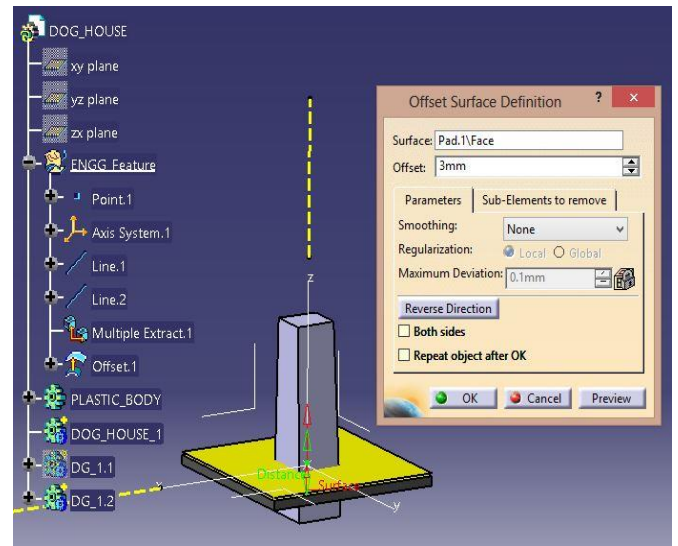 DOG_HOUSE
xy plane
yz plane
zx plane
ENGG_Feature
Point.1
Axis System.1
Line.1
Line.2
Multiple Extract.1
Offset.1
PLASTIC_BODY
DOG_HOUSE_1
DG_1.1
DG_1.2
z
x
y
Distance
Surface
Offset Surface Definition ? ×
Surface: Pad.1\Face
Offset: 3mm
Parameters Sub-Elements to remove
Smoothing: None
Regularization: Local Global
Maximum Deviation: 0.1mm
Reverse Direction
Both sides
Repeat object after OK
OK Cancel Preview